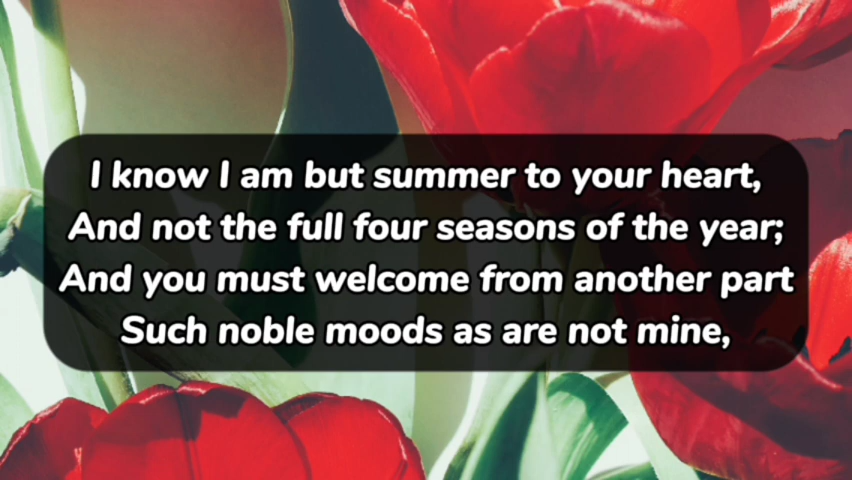 I know I am but summer to your heart,
And not the full four seasons of the year;
And you must welcome from another part
Such noble moods as are not mine,